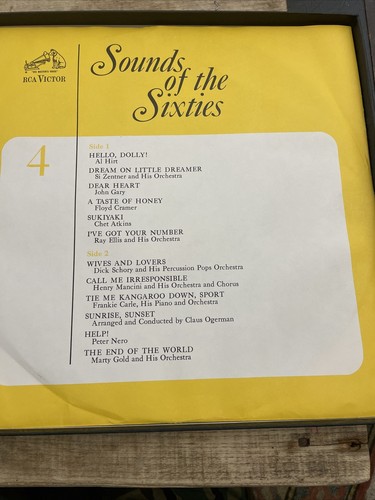 RCA VICTOR
Sounds
of the
Sixties
4
Side 1
HELLO, DOLLY!
Al Hirt
DREAM ON LITTLE DREAMER
Si Zentner and His Orchestra
DEAR HEART
John Gary
A TASTE OF HONEY
Floyd Cramer
SUKIYAKI
Chet Atkins
I'VE GOT YOUR NUMBER
Ray Ellis and His Orchestra
Side 2
WIVES AND LOVERS
Dick Schory and His Percussion Pops Orchestra
CALL ME IRRESPONSIBLE
Henry Mancini and His Orchestra and Chorus
TIE ME KANGAROO DOWN, SPORT
Frankie Carle, His Piano and Orchestra
SUNRISE, SUNSET
Arranged and Conducted by Claus Ogerman
HELP!
Peter Nero
THE END OF THE WORLD
Marty Gold and His Orchestra